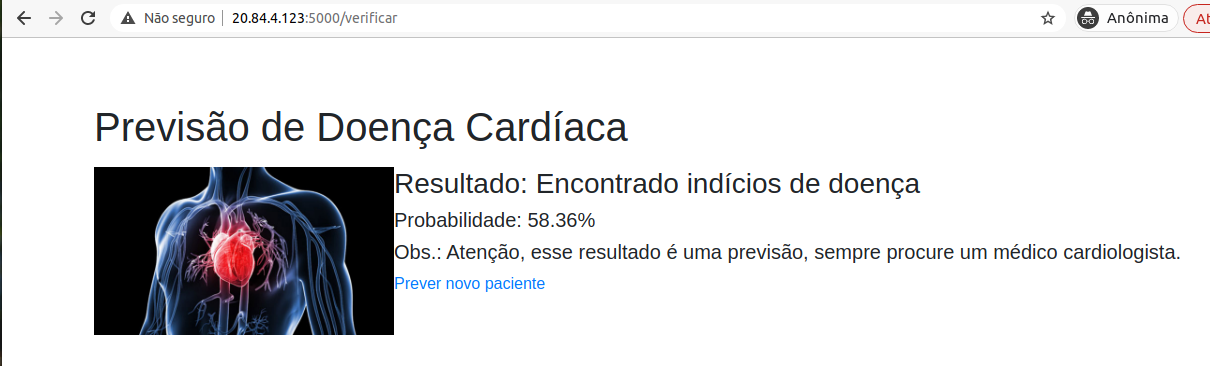 Não seguro | 20.84.4.123:5000/verificar Anônima At
Previsão de Doença Cardíaca
Resultado: Encontrado indícios de doença
Probabilidade: 58.36%
Obs.: Atenção, esse resultado é uma previsão, sempre procure um médico cardiologista.
Prever novo paciente